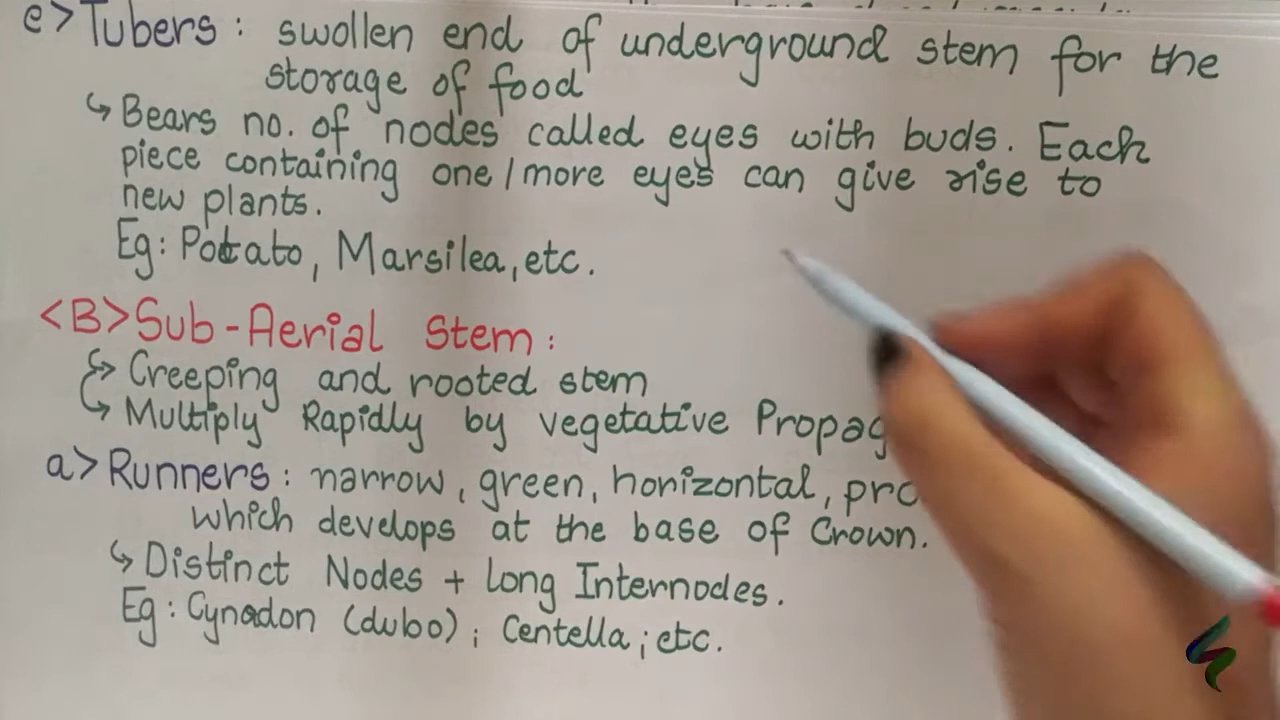 e> Tubers : swollen end of underground stem for the
storage of food
↳ Bears no. of nodes called eyes with buds. Each
piece containing one/more eyes can give rise to
new plants.
Eg: Potato, Marsilea, etc.
<B> Sub-Aerial Stem :
↳ Creeping and rooted stem
↳ Multiply Rapidly by vegetative Propag
a> Runners : narrow, green, horizontal, pro
which develops at the base of Crown.
↳ Distinct Nodes + long Internodes.
Eg: Cynodon (dubo) ; Centella ; etc.